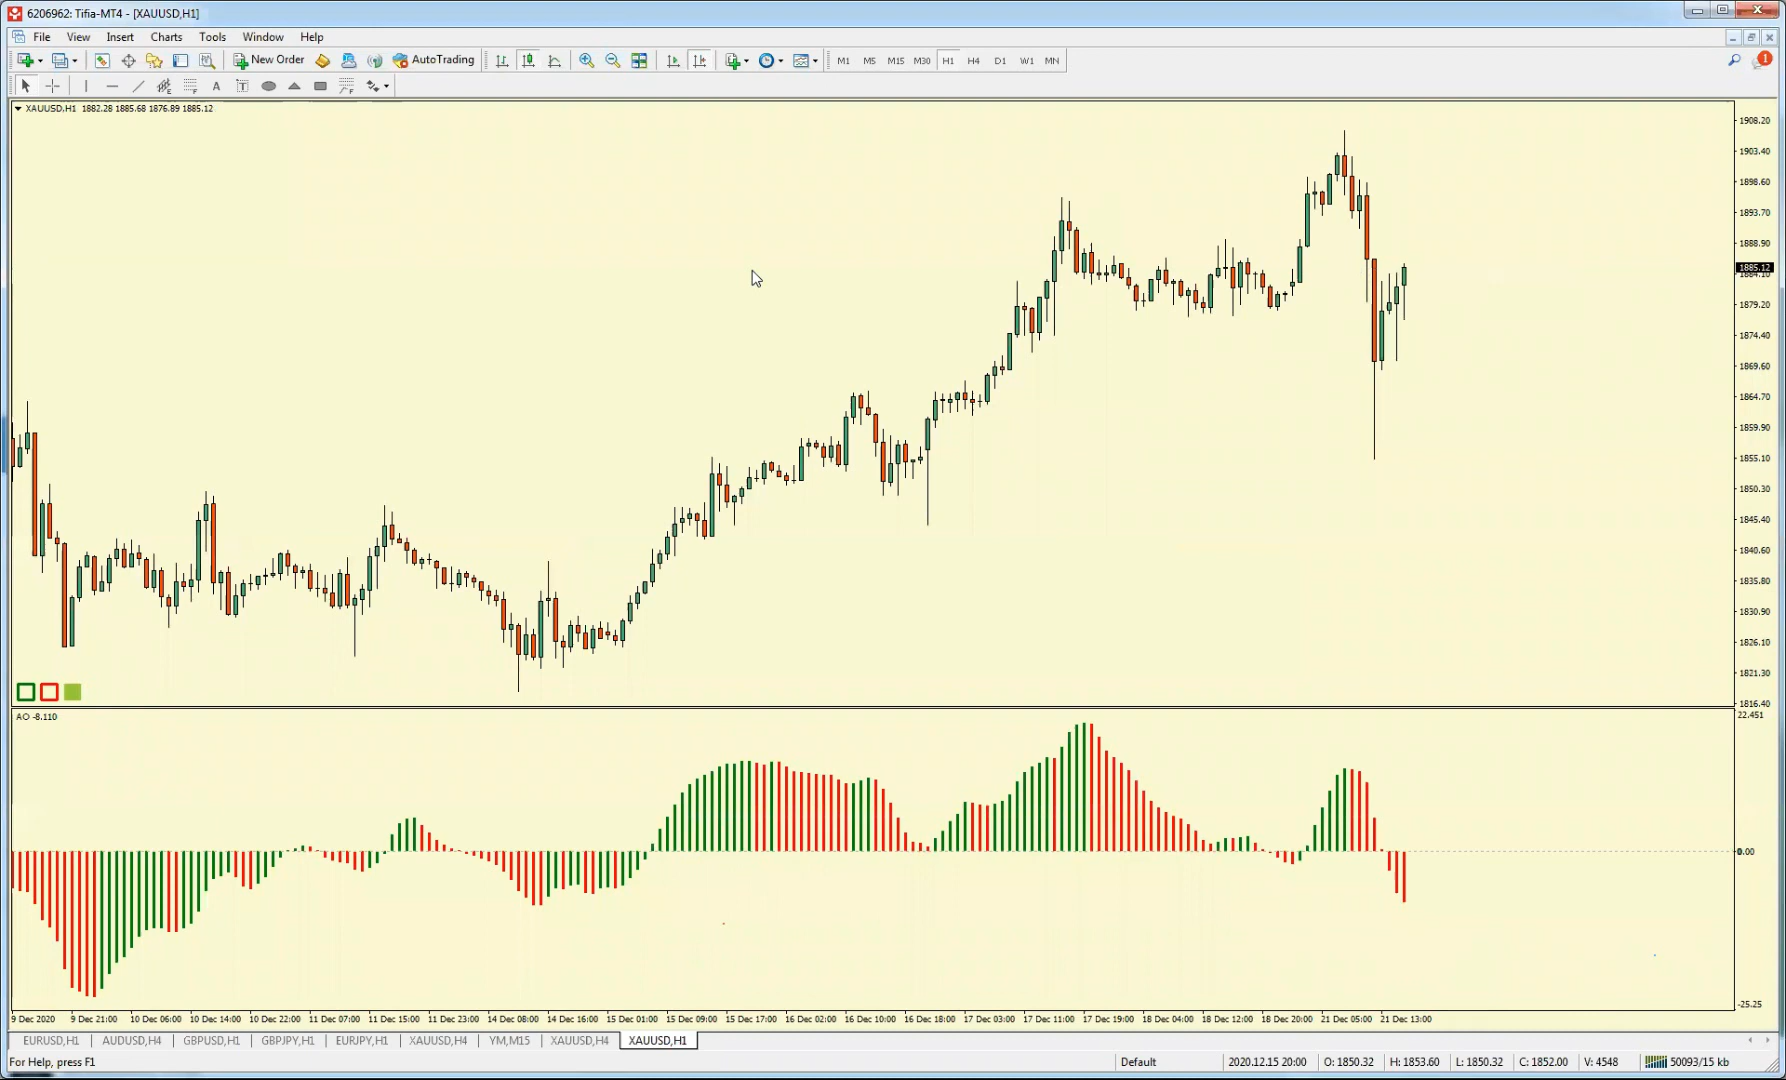 6206962: Tifia-MT4 - [XAUUSD,H1]
File View Insert Charts Tools Window Help
New Order AutoTrading M1 M5 M15 M30 H1 H4 D1 W1 MN 1
A T E F F
XAUUSD,H1 1882.28 1885.68 1876.89 1885.12
1908.20
1903.40
1898.60
1893.70
1888.90
1885.12
1884.10
1879.20
1874.40
1869.60
1864.70
1859.90
1855.10
1850.30
1845.40
1840.60
1835.80
1830.90
1826.10
1821.30
1816.40
AO -8.110
22.451
0.00
-25.25
9 Dec 2020 9 Dec 21:00 10 Dec 06:00 10 Dec 14:00 10 Dec 22:00 11 Dec 07:00 11 Dec 15:00 11 Dec 23:00 14 Dec 08:00 14 Dec 16:00 15 Dec 01:00 15 Dec 09:00 15 Dec 17:00 16 Dec 02:00 16 Dec 10:00 16 Dec 18:00 17 Dec 03:00 17 Dec 11:00 17 Dec 19:00 18 Dec 04:00 18 Dec 12:00 18 Dec 20:00 21 Dec 05:00 21 Dec 13:00
EURUSD,H1 AUDUSD,H4 GBPUSD,H1 GBPJPY,H1 EURJPY,H1 XAUUSD,H4 YM,M15 XAUUSD,H4 XAUUSD,H1
For Help, press F1 Default 2020.12.15 20:00 O: 1850.32 H: 1853.60 L: 1850.32 C: 1852.00 V: 4548 50093/15 kb